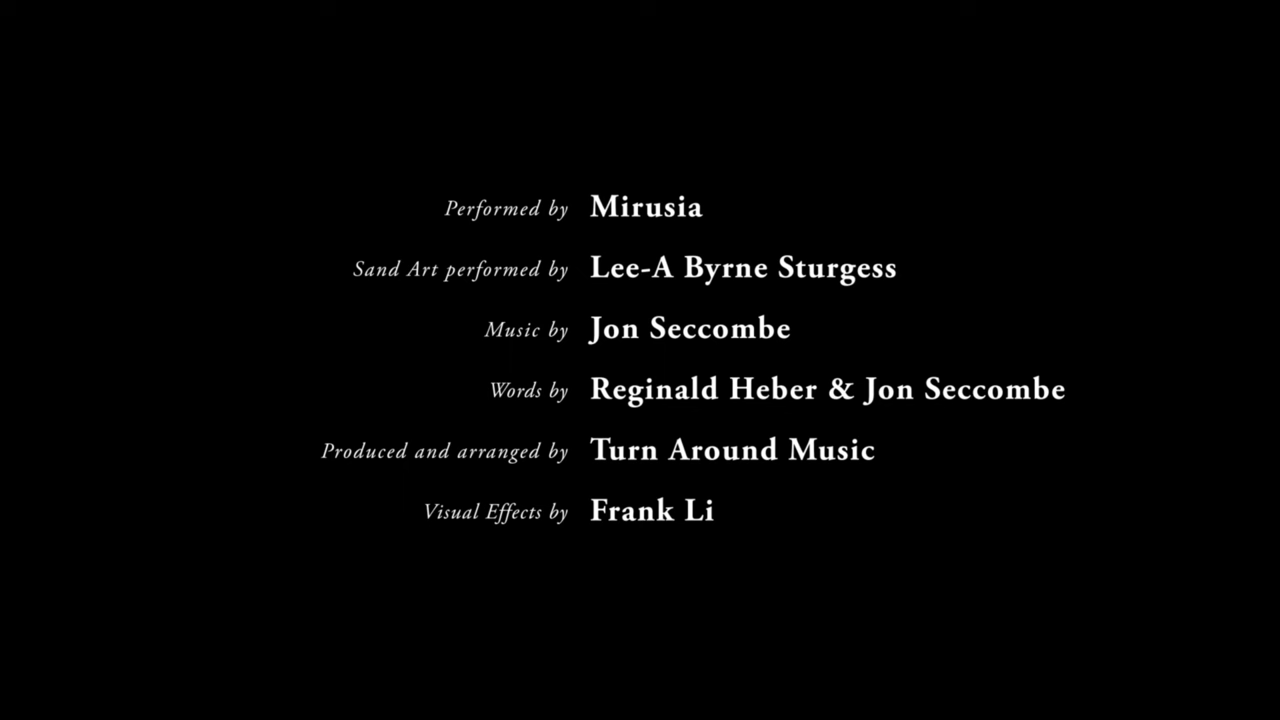 Performed by Mirusia
Sand Art performed by Lee-A Byrne Sturgess
Music by Jon Seccombe
Words by Reginald Heber & Jon Seccombe
Produced and arranged by Turn Around Music
Visual Effects by Frank Li